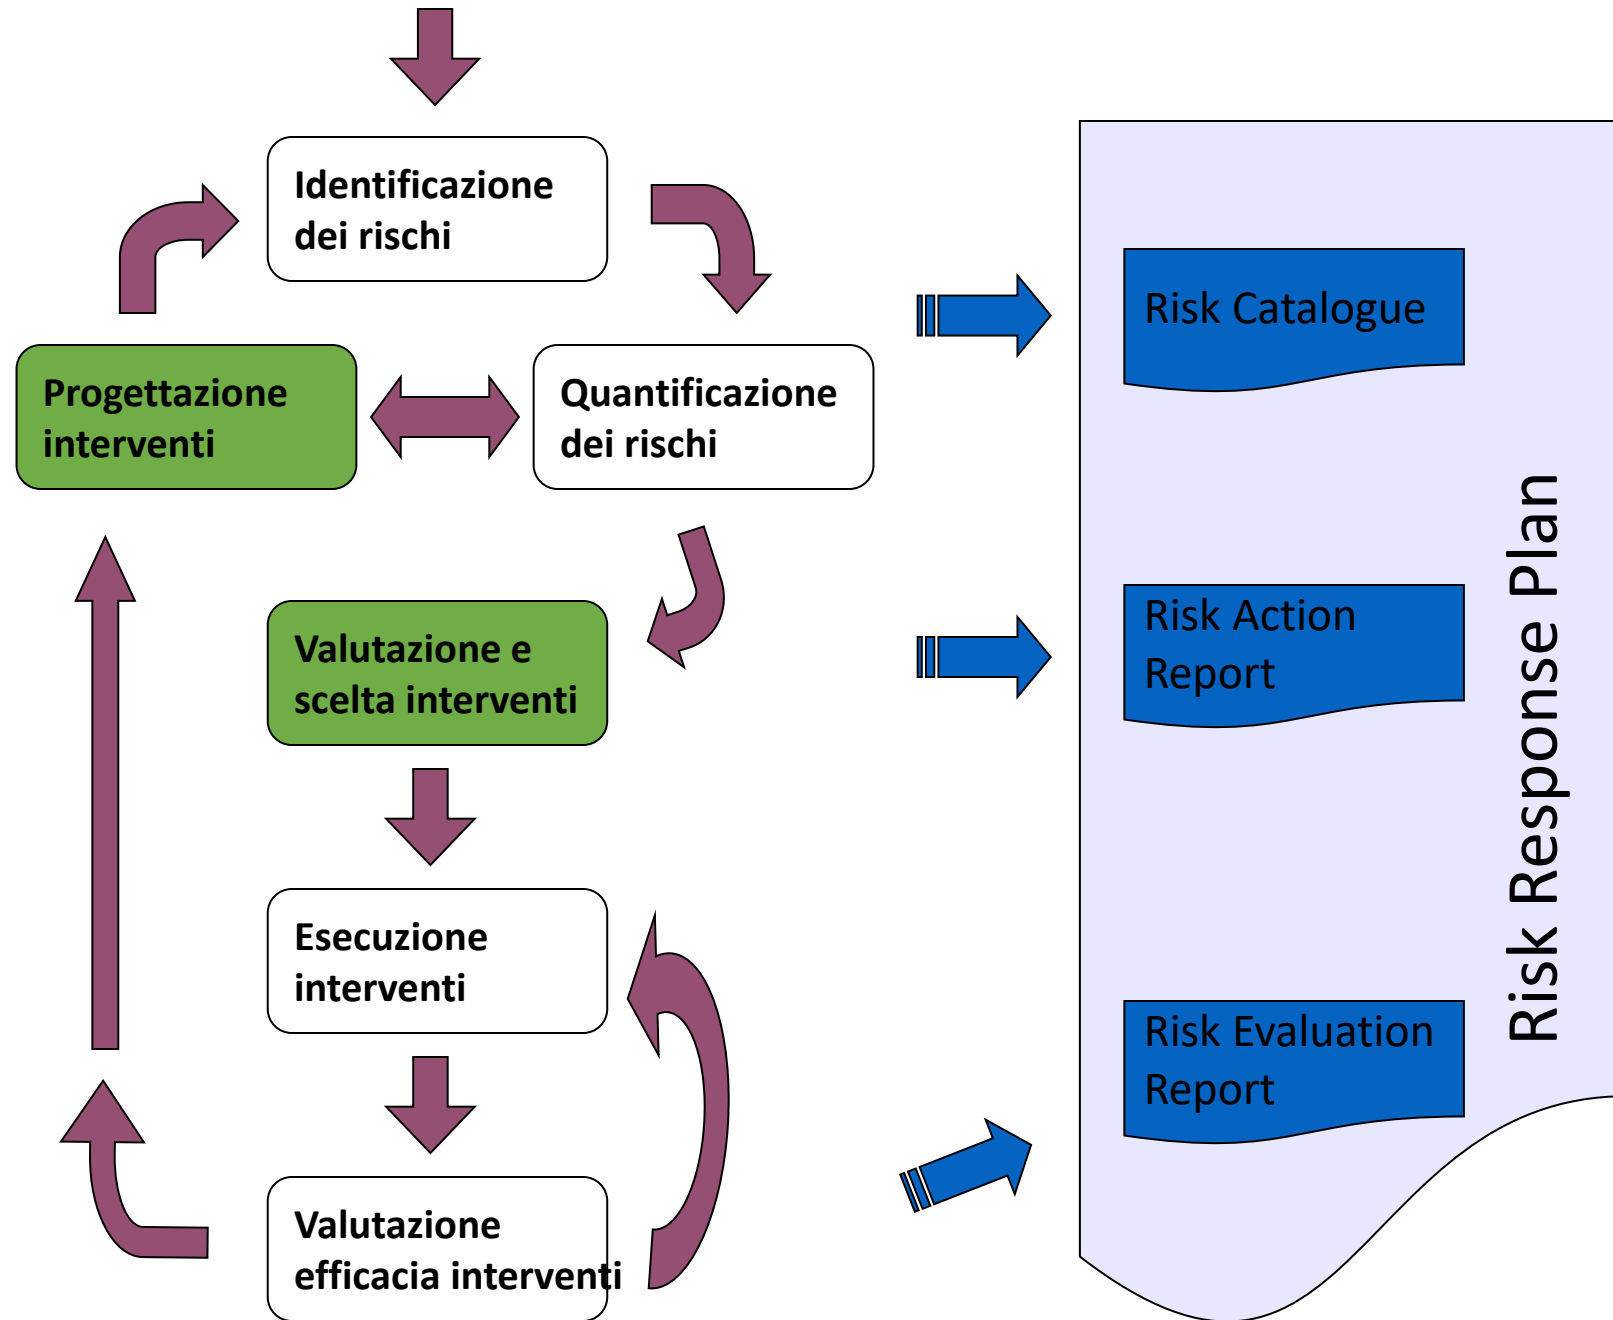 Identificazione
dei rischi
Progettazione
interventi
Quantificazione
dei rischi
Valutazione e
scelta interventi
Esecuzione
interventi
Valutazione
efficacia interventi
Risk Catalogue
Risk Action
Report
Risk Evaluation
Report
Risk Response Plan